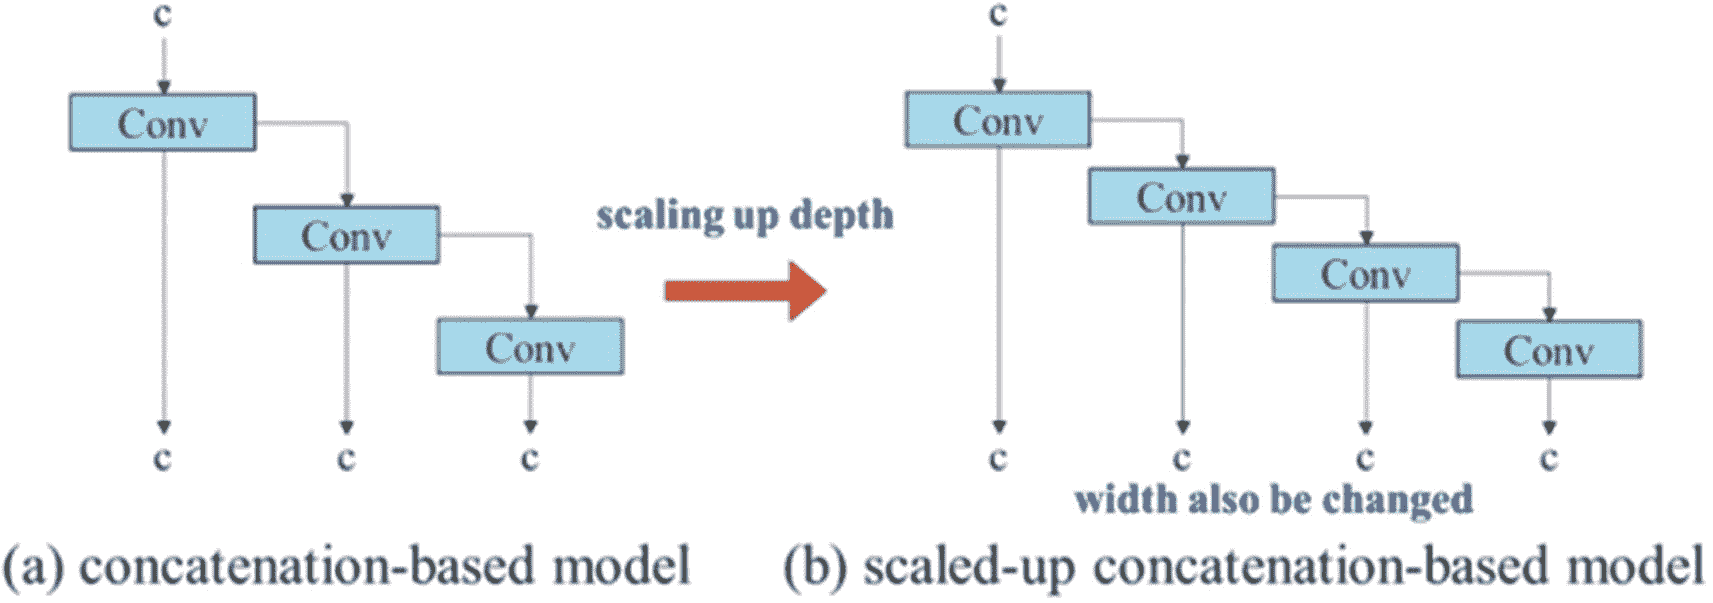 c
Conv
Conv
Conv
c c c
(a) concatenation-based model
scaling up depth
c
Conv
Conv
Conv
Conv
c c c c
width also be changed
(b) scaled-up concatenation-based model